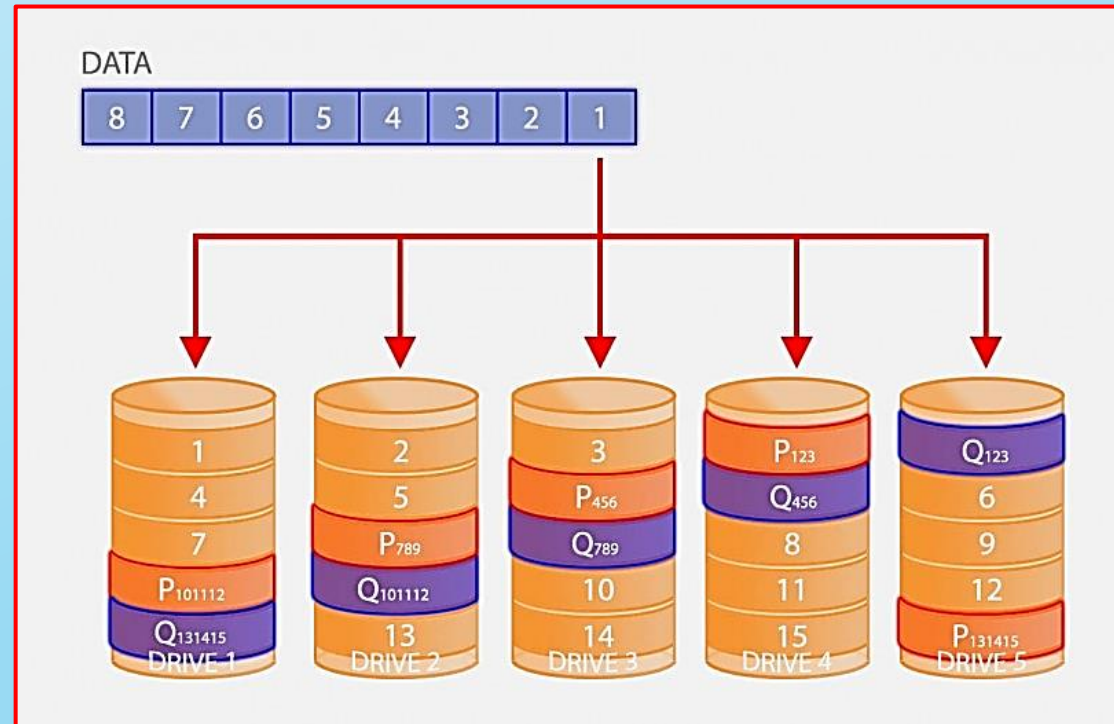 DATA
8 7 6 5 4 3 2 1
1 2 3 P123 Q123
4 5 P456 Q456 6
7 P789 Q789 8 9
P101112 Q101112 10 11 12
Q131415 13 14 15 P131415
DRIVE 1 DRIVE 2 DRIVE 3 DRIVE 4 DRIVE 5